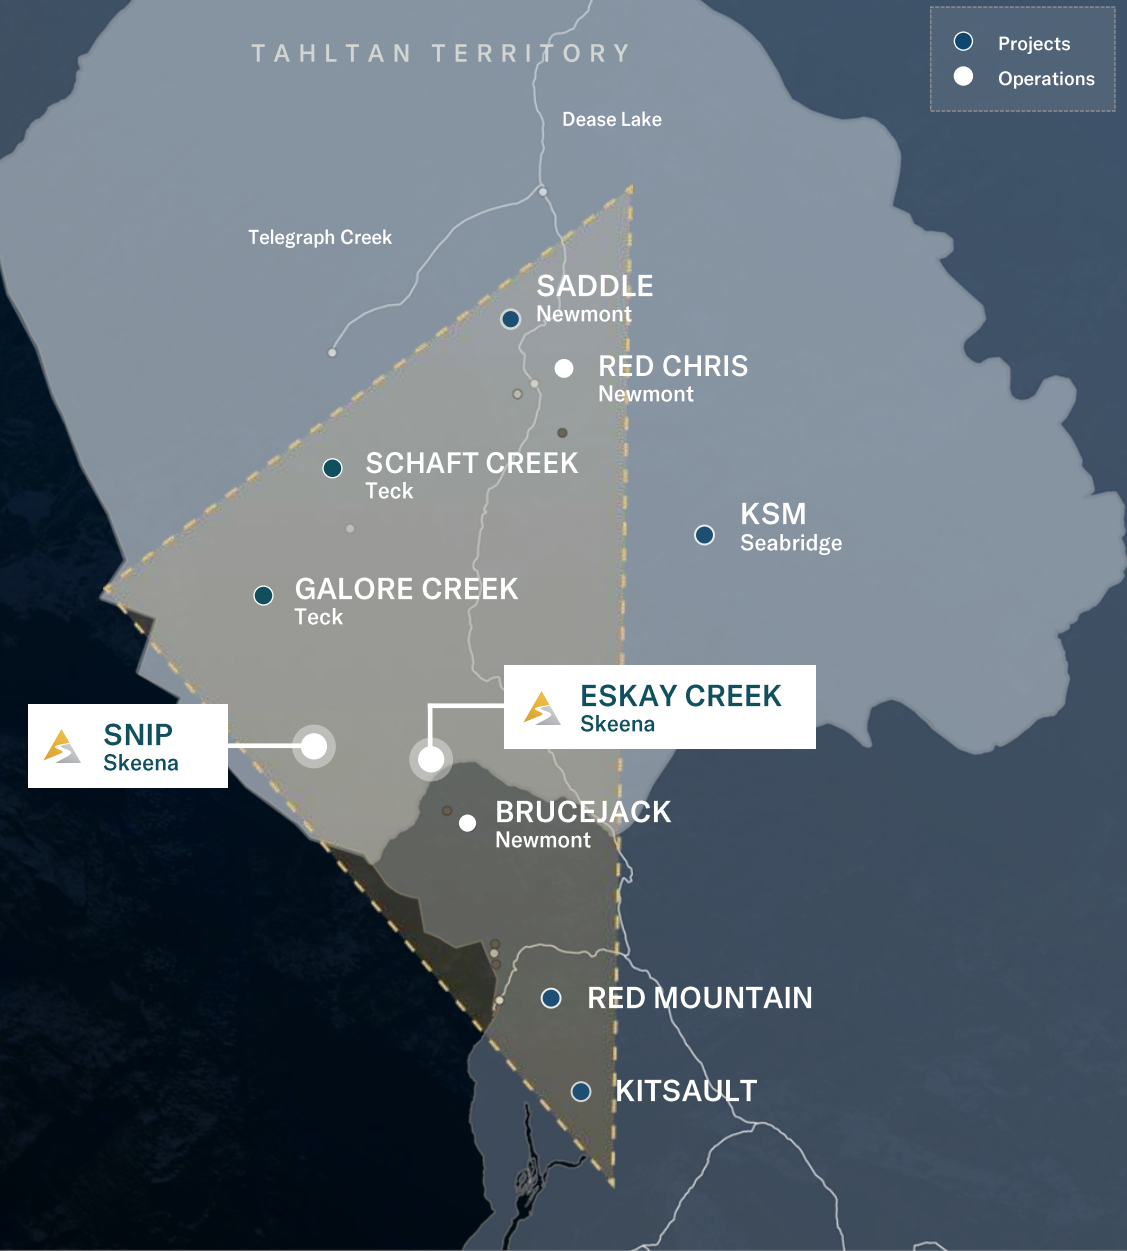 TAHLTAN TERRITORY
Projects
Operations
Dease Lake
Telegraph Creek
SADDLE
Newmont
RED CHRIS
Newmont
SCHAFT CREEK
Teck
KSM
Seabridge
GALORE CREEK
Teck
ESKAY CREEK
Skeena
SNIP
Skeena
BRUCEJACK
Newmont
RED MOUNTAIN
KITSAULT